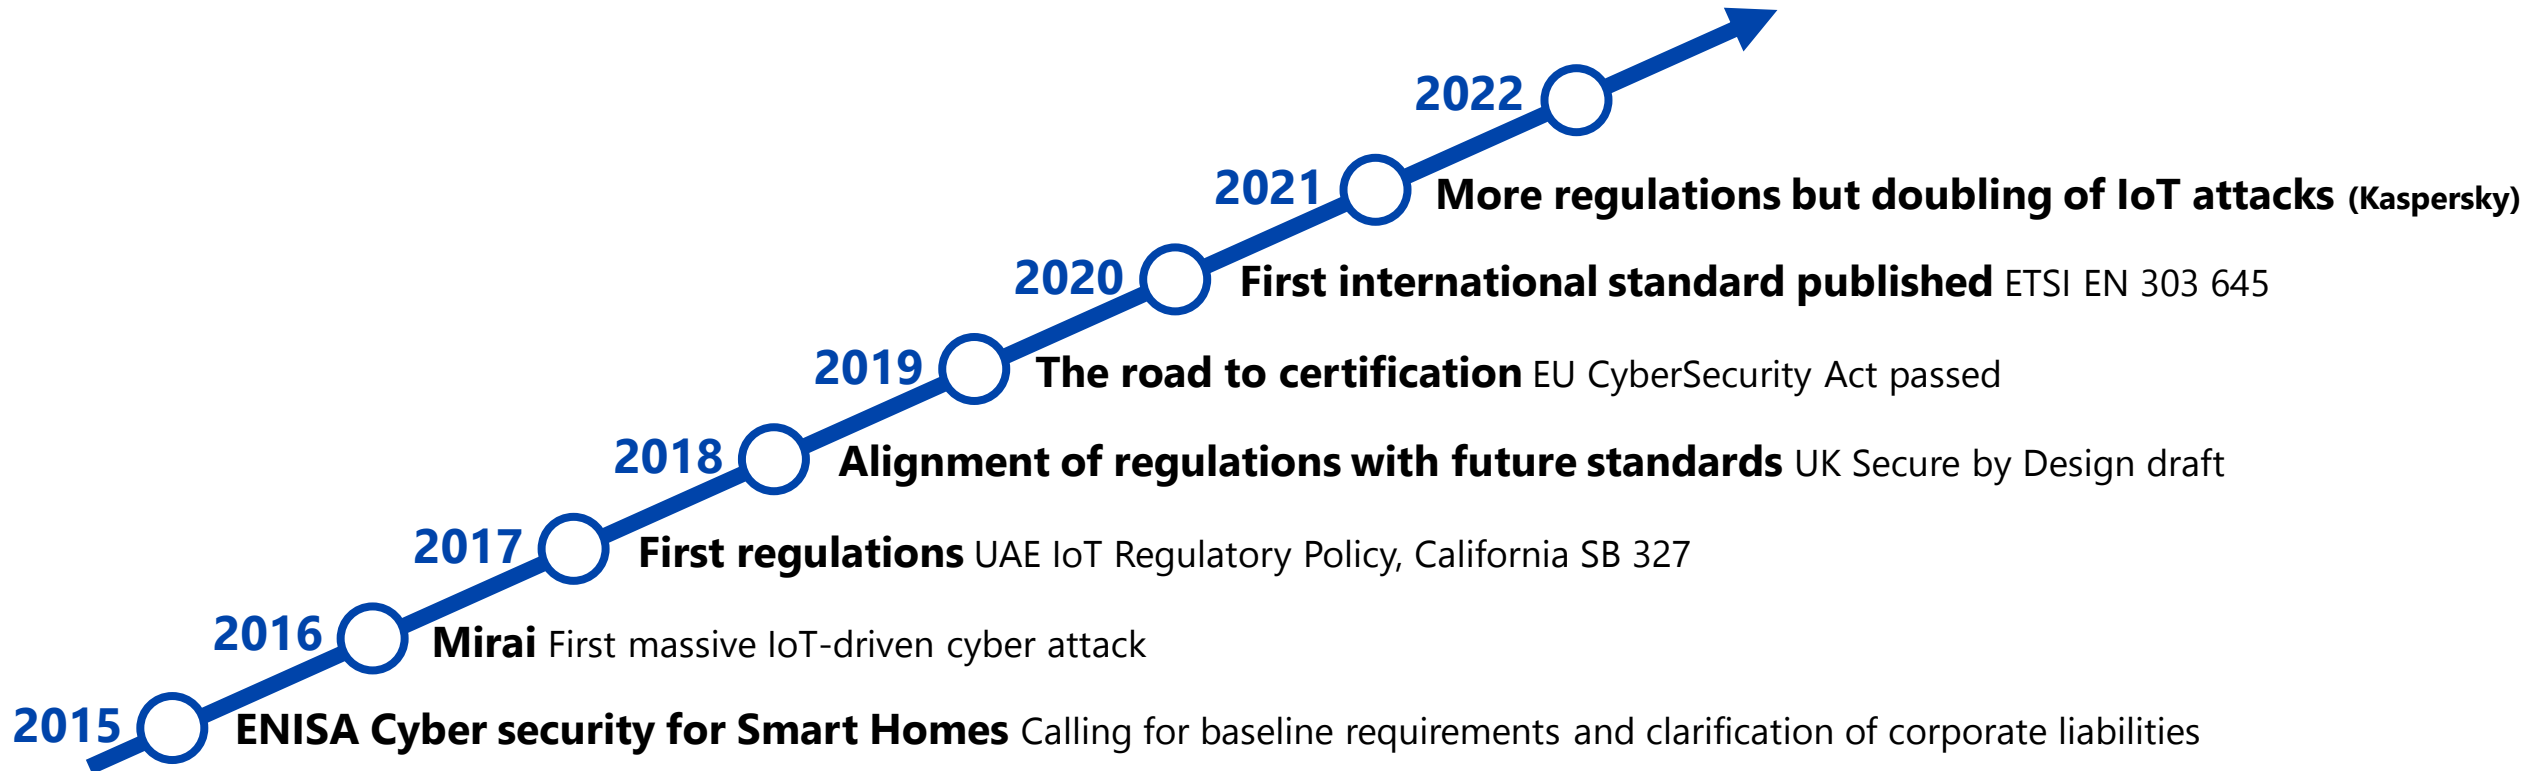 2022
2021 More regulations but doubling of IoT attacks (Kaspersky)
2020 First international standard published ETSI EN 303 645
2019 The road to certification EU CyberSecurity Act passed
2018 Alignment of regulations with future standards UK Secure by Design draft
2017 First regulations UAE IoT Regulatory Policy, California SB 327
2016 Mirai First massive IoT-driven cyber attack
2015 ENISA Cyber security for Smart Homes Calling for baseline requirements and clarification of corporate liabilities